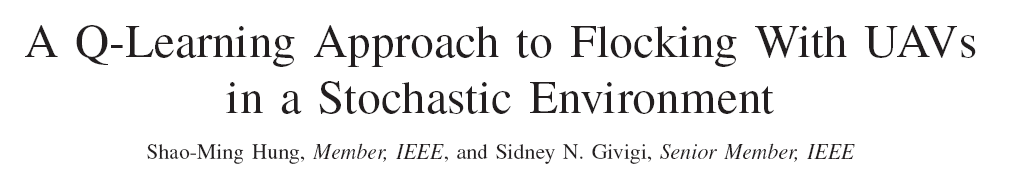 A Q-Learning Approach to Flocking With UAVs
in a Stochastic Environment
Shao-Ming Hung, Member, IEEE, and Sidney N. Givigi, Senior Member, IEEE